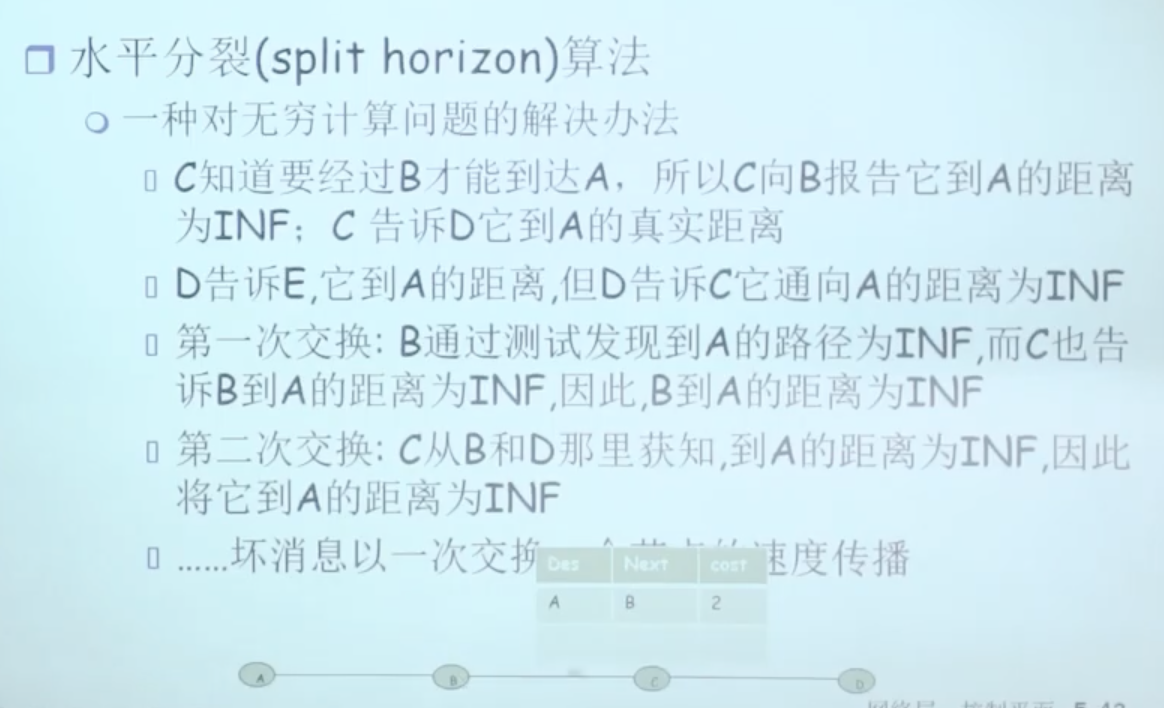 水平分裂(split horizon)算法
一种对无穷计算问题的解决办法
C知道要经过B才能到达A，所以C向B报告它到A的距离
为INF；C 告诉D它到A的真实距离
D告诉E,它到A的距离,但D告诉C它通向A的距离为INF
第一次交换: B通过测试发现到A的路径为INF,而C也告
诉B到A的距离为INF,因此,B到A的距离为INF
第二次交换: C从B和D那里获知,到A的距离为INF,因此
将它到A的距离为INF
......坏消息以一次交换 速度传播
Des Next cost
A B 2
A B C D